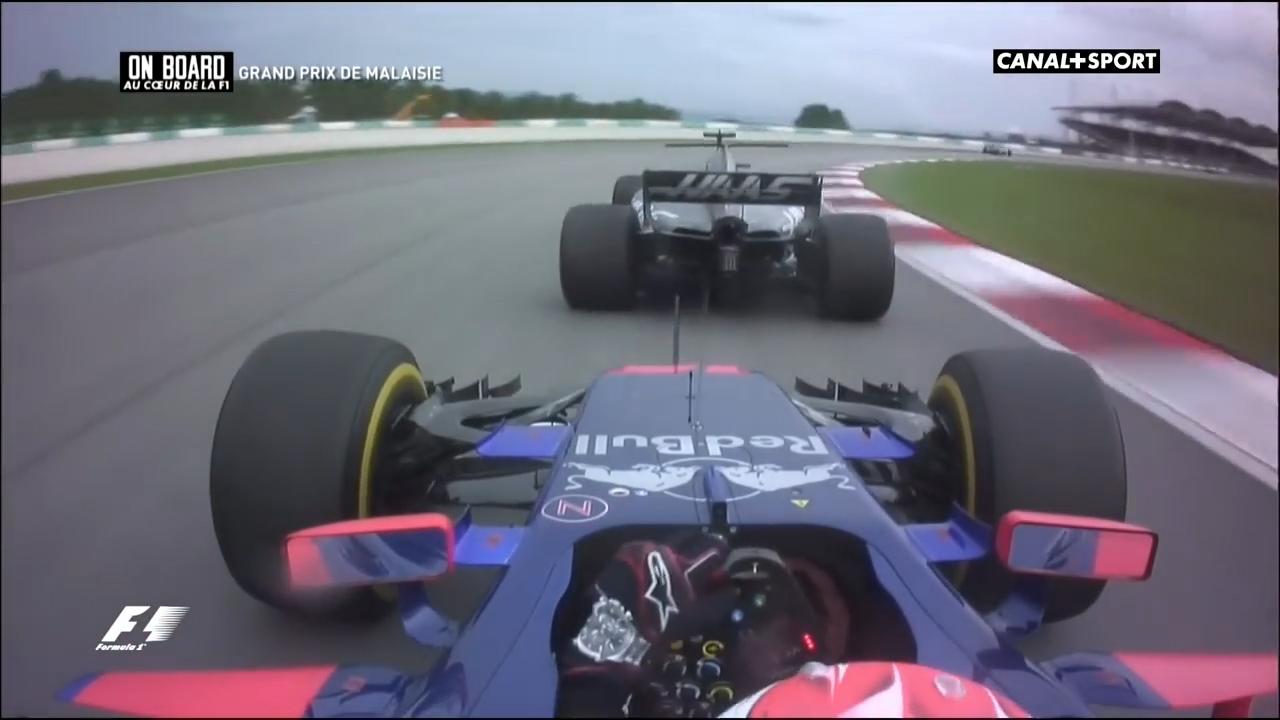 ON BOARD
AU CŒUR DE LA F1
GRAND PRIX DE MALAISIE
CANAL+SPORT
HAAS
Red Bull
F1
Formula 1